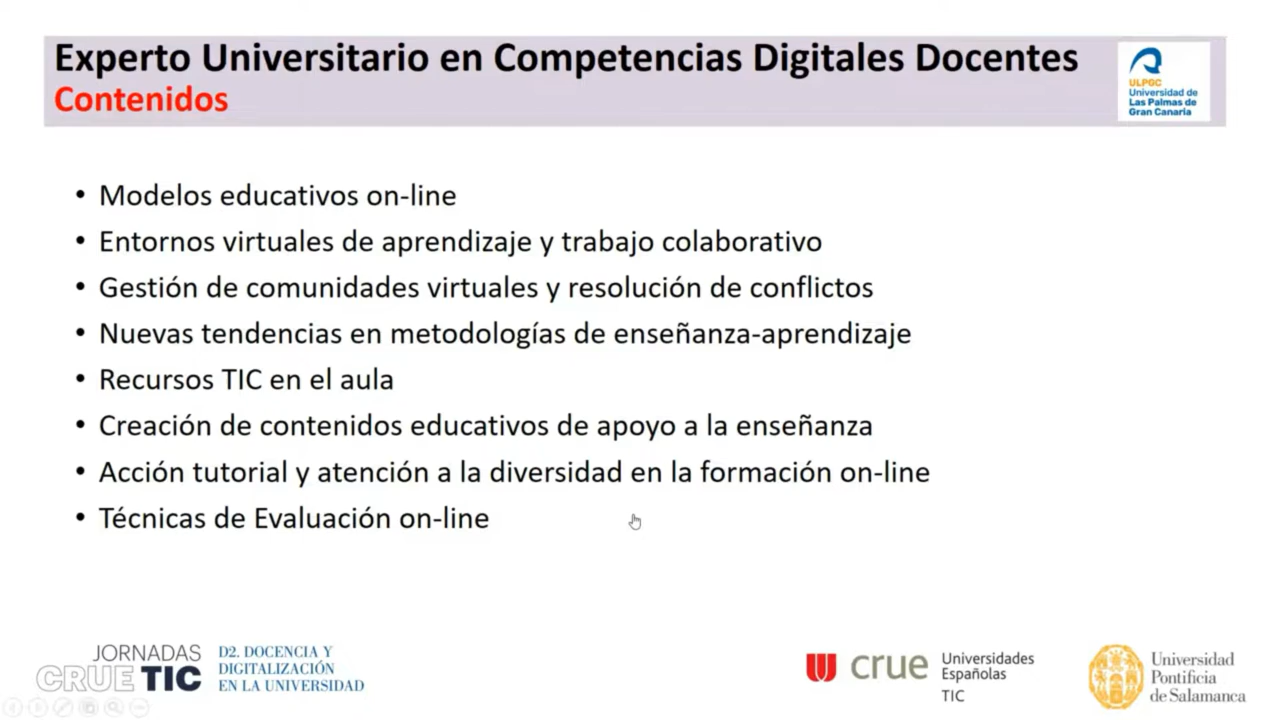 Experto Universitario en Competencias Digitales Docentes
Contenidos
ULPGC
Universidad de
Las Palmas de
Gran Canaria
• Modelos educativos on-line
• Entornos virtuales de aprendizaje y trabajo colaborativo
• Gestión de comunidades virtuales y resolución de conflictos
• Nuevas tendencias en metodologías de enseñanza-aprendizaje
• Recursos TIC en el aula
• Creación de contenidos educativos de apoyo a la enseñanza
• Acción tutorial y atención a la diversidad en la formación on-line
• Técnicas de Evaluación on-line
JORNADAS
CRUE TIC
D2. DOCENCIA Y
DIGITALIZACIÓN
EN LA UNIVERSIDAD
crue
Universidades
Españolas
TIC
Universidad
Pontificia
de Salamanca